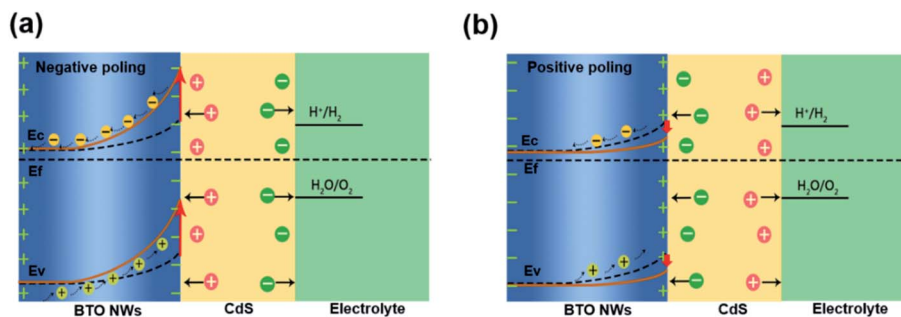 (a)
Negative poling
Ec
Ef
Ev
H⁺/H₂
H₂O/O₂
BTO NWs
CdS
Electrolyte
(b)
Positive poling
Ec
Ef
Ev
H⁺/H₂
H₂O/O₂
BTO NWs
CdS
Electrolyte